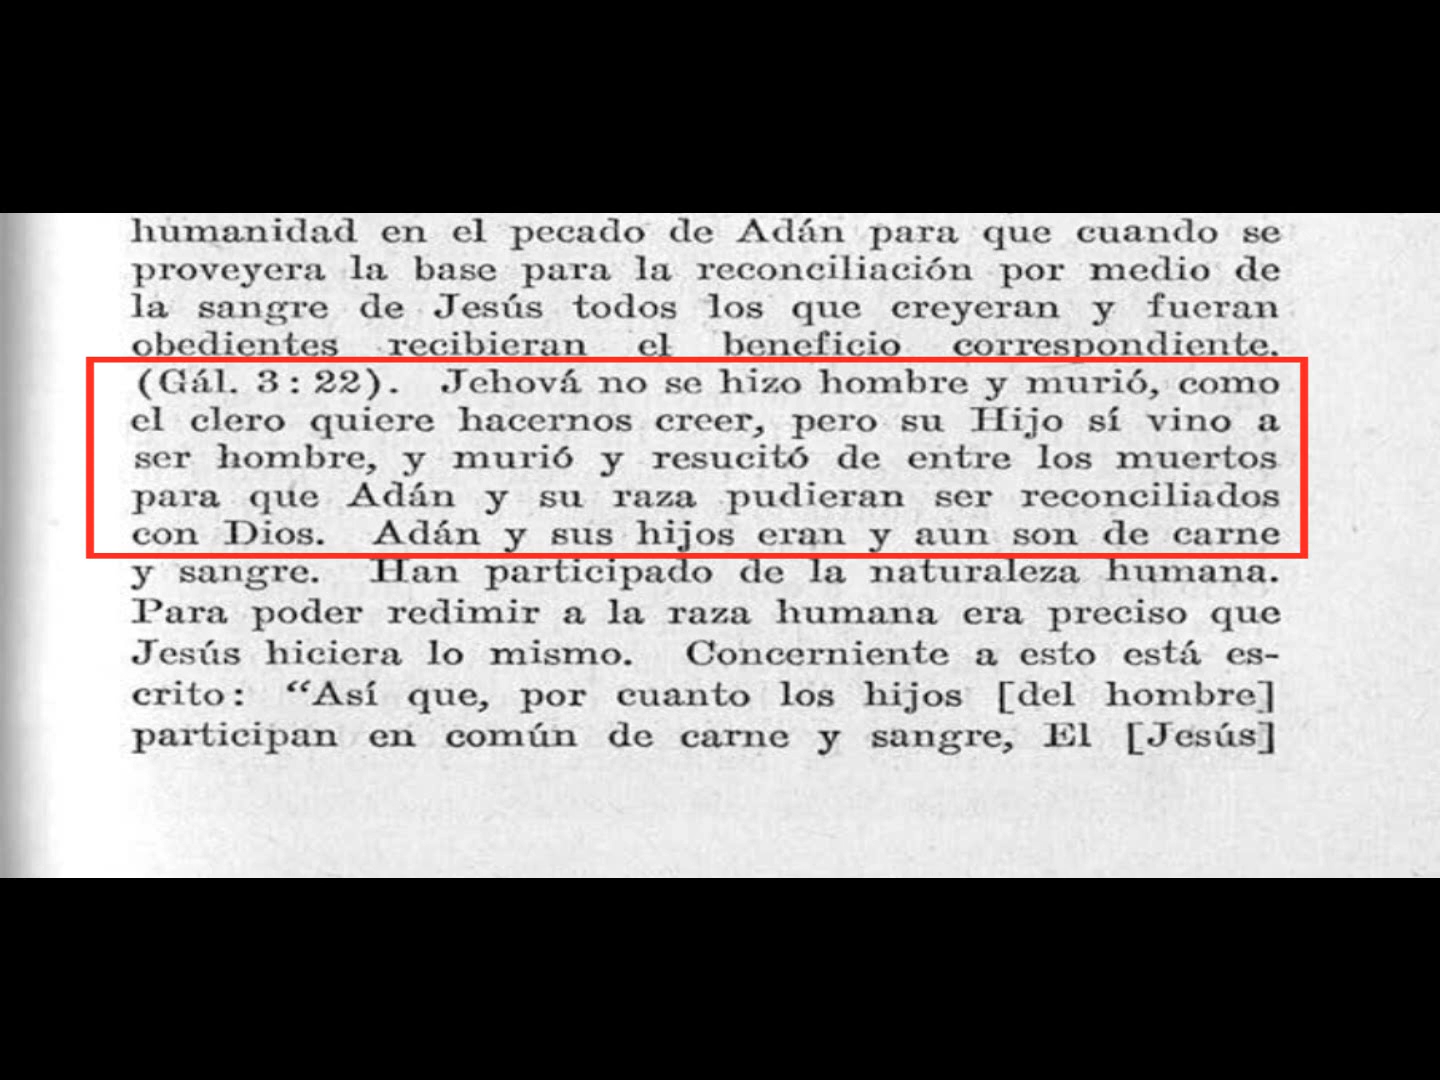 humanidad en el pecado de Adán para que cuando se
proveyera la base para la reconciliación por medio de
la sangre de Jesús todos los que creyeran y fueran
obedientes recibieran el beneficio correspondiente.
(Gál. 3 : 22). Jehová no se hizo hombre y murió, como
el clero quiere hacernos creer, pero su Hijo sí vino a
ser hombre, y murió y resucitó de entre los muertos
para que Adán y su raza pudieran ser reconciliados
con Dios. Adán y sus hijos eran y aun son de carne
y sangre. Han participado de la naturaleza humana.
Para poder redimir a la raza humana era preciso que
Jesús hiciera lo mismo. Concerniente a esto está es-
crito: “Así que, por cuanto los hijos [del hombre]
participan en común de carne y sangre, El [Jesús]